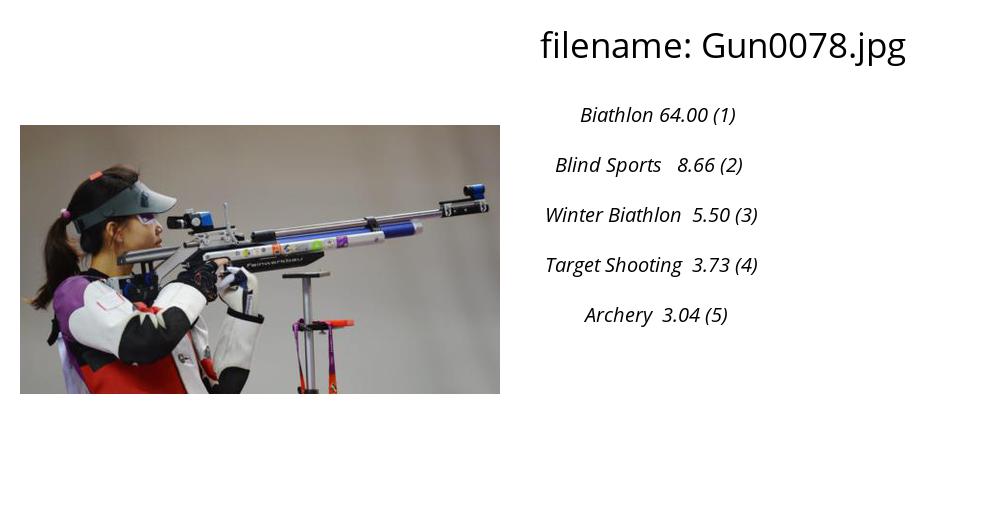 filename: Gun0078.jpg
Biathlon 64.00 (1)
Blind Sports 8.66 (2)
Winter Biathlon 5.50 (3)
Target Shooting 3.73 (4)
Archery 3.04 (5)
feinwerkbau